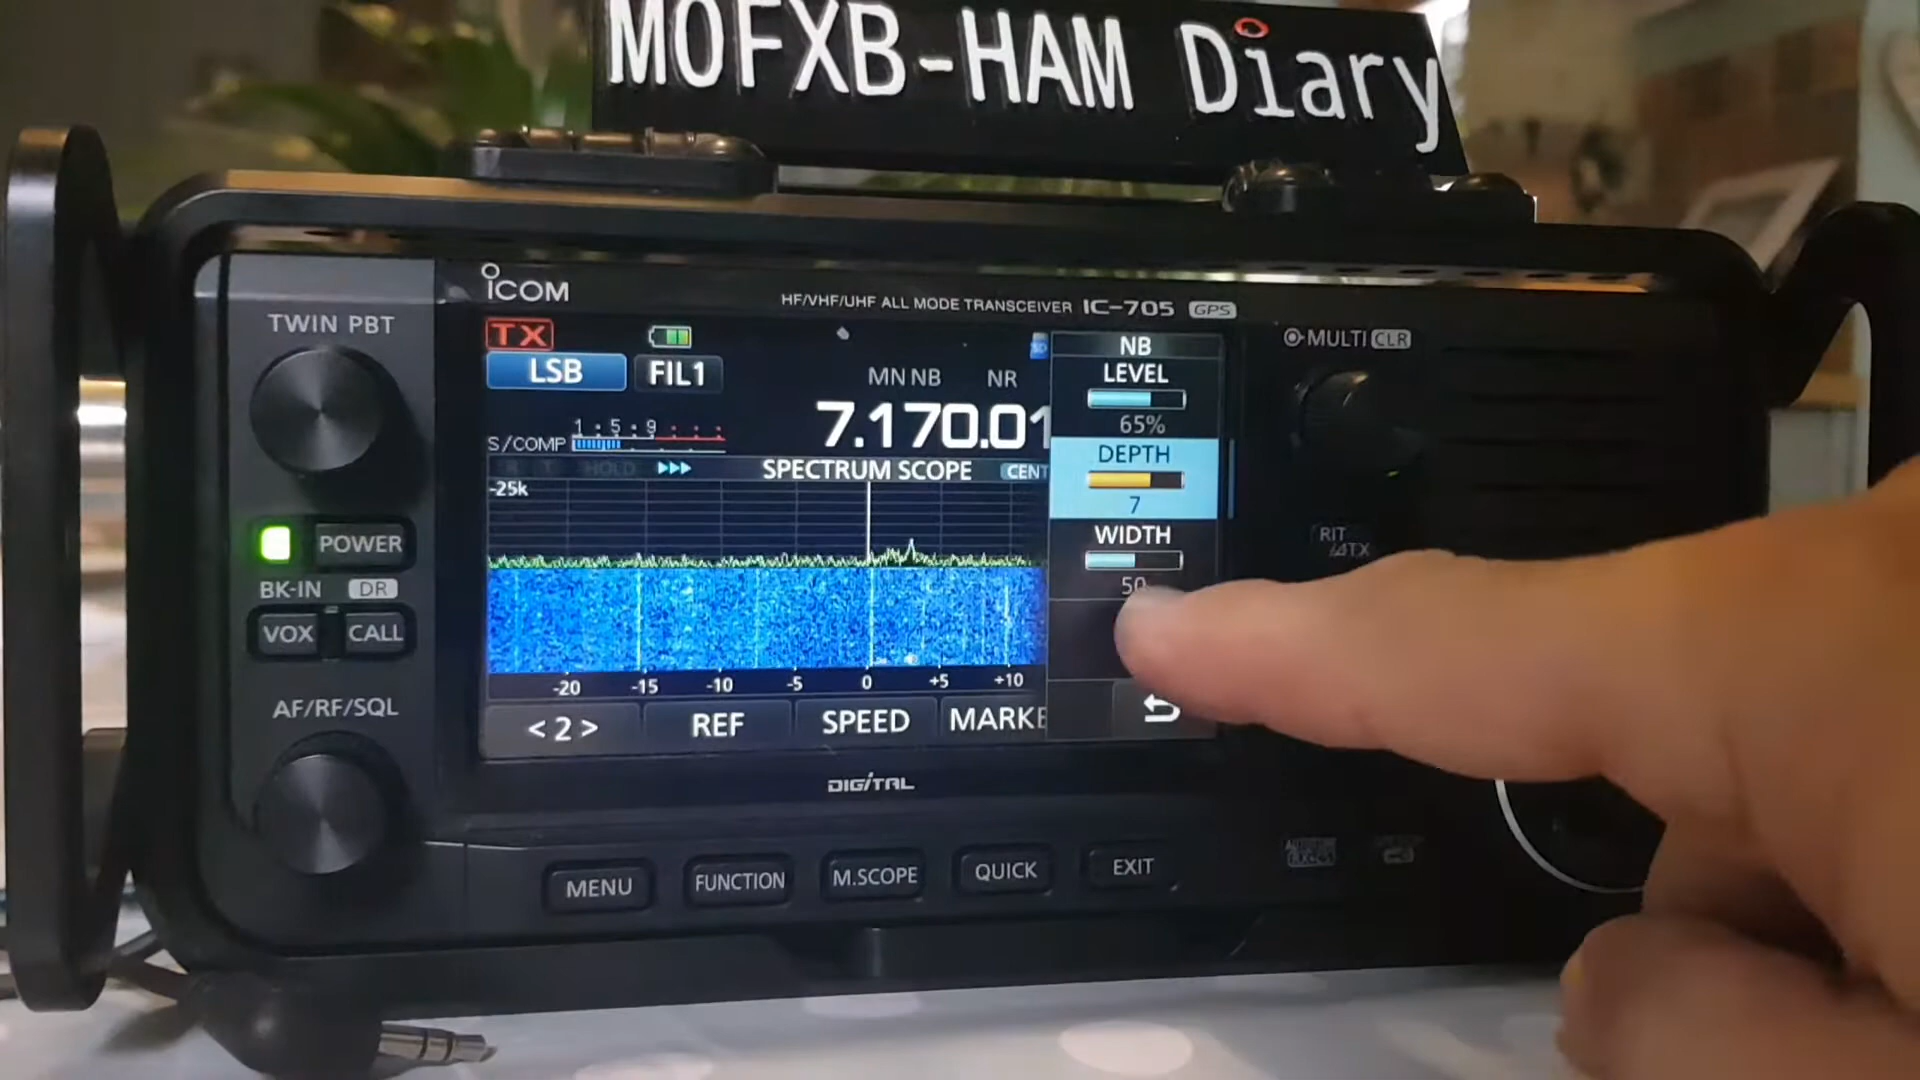 M0FXB-HAM Diary
ICOM
HF/VHF/UHF ALL MODE TRANSCEIVER IC-705 GPS
TWIN PBT
MULTI CLR
TX
LSB FIL1
MN NB NR
7.170.01
S/COMP 1 : 5 : 9
HOLD
SPECTRUM SCOPE CENT
-25k
-20 -15 -10 -5 0 +5 +10
< 2 > REF SPEED MARKE
NB
LEVEL
65%
DEPTH
7
WIDTH
50
RIT
/ΔTX
POWER
BK-IN DR
VOX CALL
AF/RF/SQL
DIGITAL
MENU FUNCTION M.SCOPE QUICK EXIT